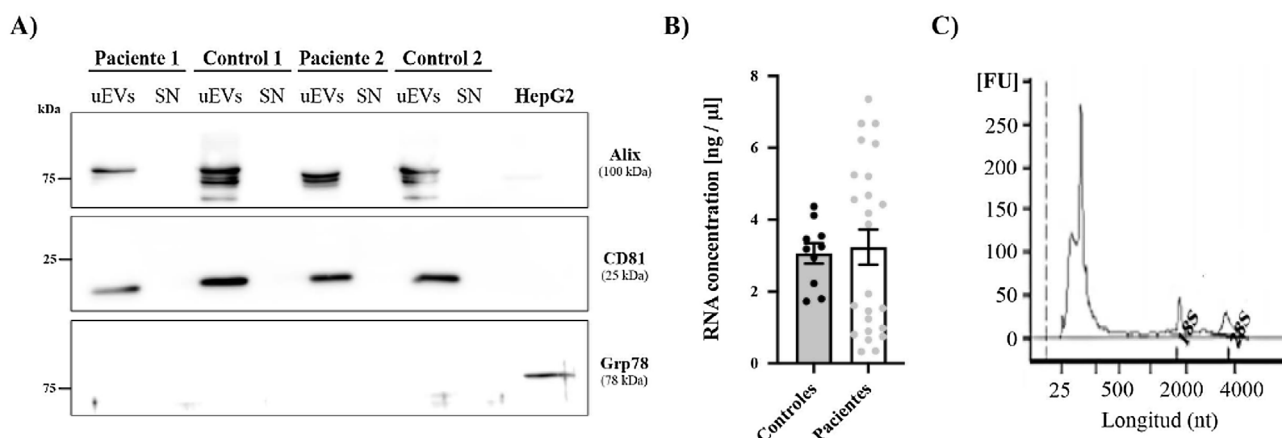 A)
Paciente 1 Control 1 Paciente 2 Control 2
uEVs SN uEVs SN uEVs SN uEVs SN HepG2
kDa
75
Alix
(100 kDa)
25
CD81
(25 kDa)
75
Grp78
(78 kDa)
B)
RNA concentration [ng / µl]
8
6
4
2
0
Controles
Pacientes
C)
[FU]
250
200
150
100
50
0
18S
28S
25 500 2000 4000
Longitud (nt)